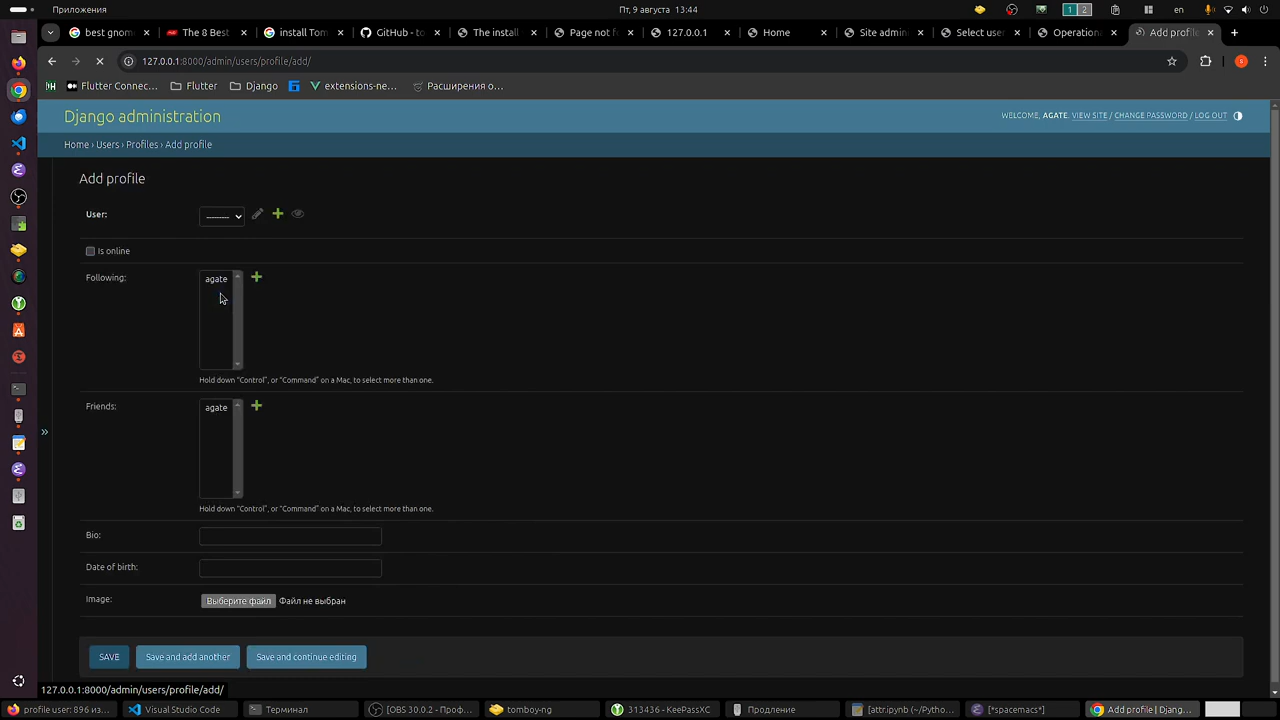 Приложения
Пт, 9 августа 13:44
1 2
en
best gnom
The 8 Best
install Tom
GitHub - to
The install
Page not f
127.0.0.1
Home
Site admin
Select user
Operationa
Add profile
127.0.0.1:8000/admin/users/profile/add/
Flutter Connec...
Flutter
Django
extensions-ne...
Расширения о...
Django administration
WELCOME, AGATE. VIEW SITE / CHANGE PASSWORD / LOG OUT
Home › Users › Profiles › Add profile
Add profile
User:
---------
Is online
Following:
agate
Hold down “Control”, or “Command” on a Mac, to select more than one.
Friends:
agate
»
Hold down “Control”, or “Command” on a Mac, to select more than one.
Bio:
Date of birth:
Image:
Выберите файл
Файл не выбран
SAVE
Save and add another
Save and continue editing
127.0.0.1:8000/admin/users/profile/add/
profile user: 896 из...
Visual Studio Code
Терминал
[OBS 30.0.2 - Проф...
tomboy-ng
313436 - KeePassXC
Продление
[attr.ipynb (~/Pytho...
[*spacemacs*]
Add profile | Djang...